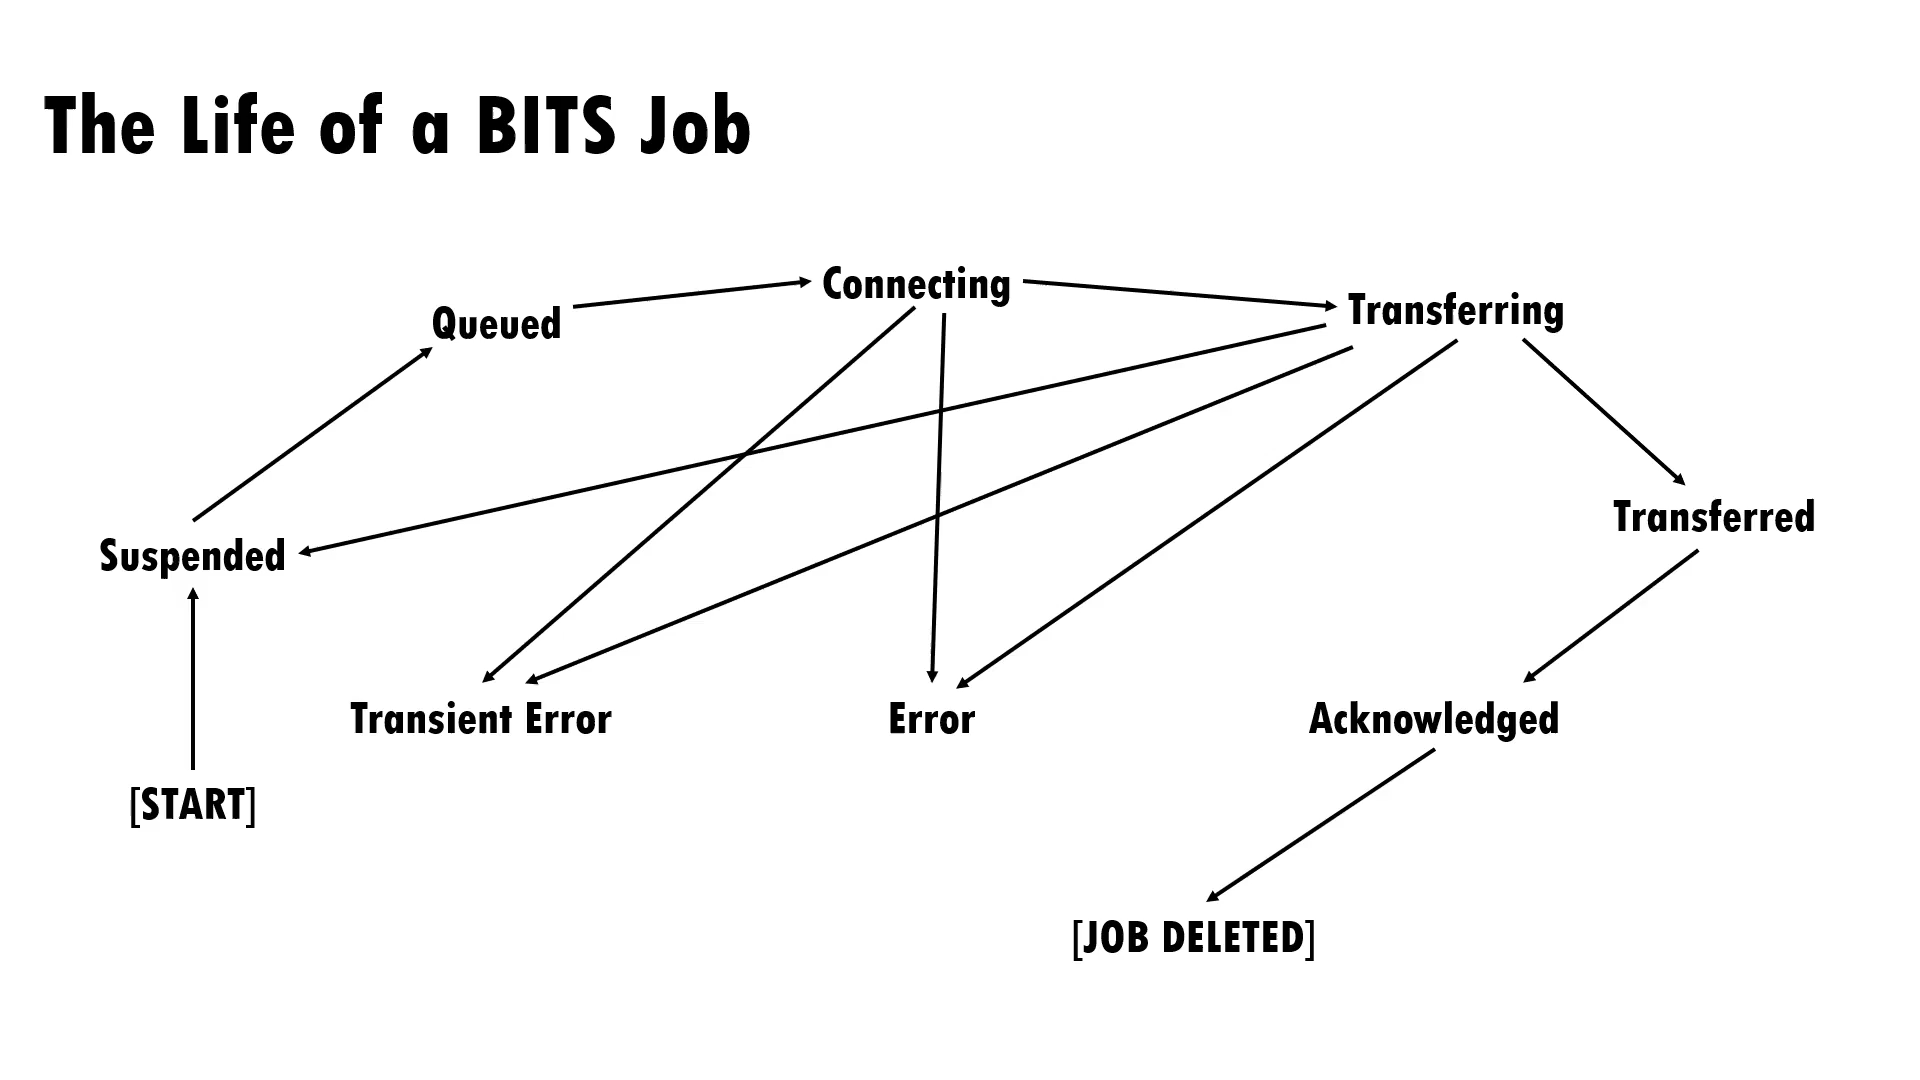 The Life of a BITS Job
Connecting
Queued
Transferring
Suspended
Transferred
Transient Error
Error
Acknowledged
[START]
[JOB DELETED]